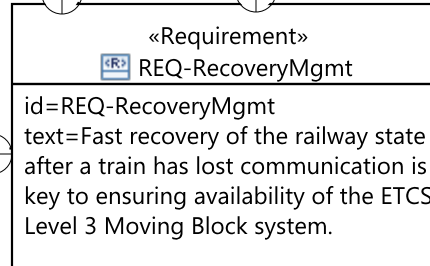 «Requirement»
<R> REQ-RecoveryMgmt
id=REQ-RecoveryMgmt
text=Fast recovery of the railway state
after a train has lost communication is
key to ensuring availability of the ETCS
Level 3 Moving Block system.